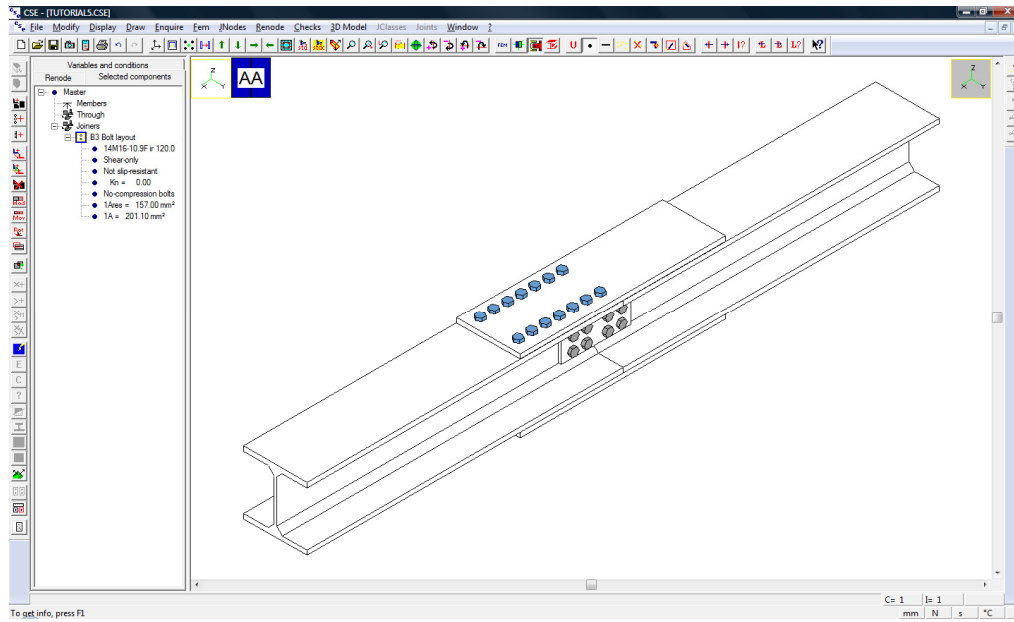 CSE - [TUTORIAL5.CSE]
File Modify Display Draw Enquire Fem JNodes Renode Checks 3D Model JClasses Joints Window ?
Variables and conditions
Renode Selected components
Master
Members
Through
Joiners
B3 Bolt layout
14M16-10.9F ir 120.0
Shear-only
Not slip-resistant
Kn = 0.00
No-compression bolts
1Ares = 157.00 mm²
1A = 201.10 mm²
z
x
y
AA
z
x
y
C= 1 I= 1
To get info, press F1
mm N s °C